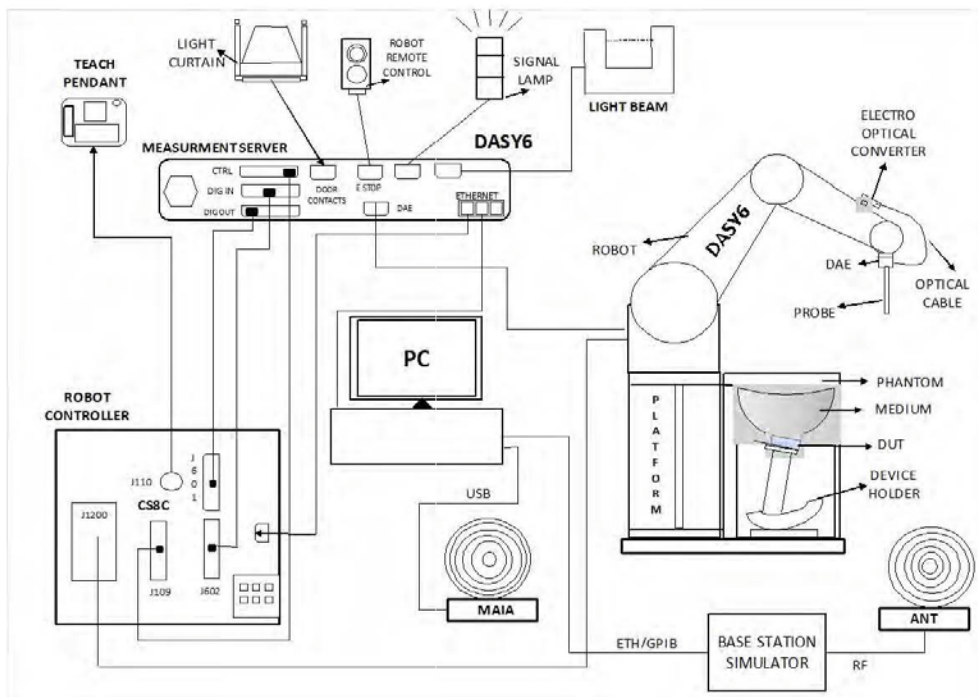 LIGHT
CURTAIN
ROBOT
REMOTE
CONTROL
SIGNAL
LAMP
LIGHT BEAM
TEACH
PENDANT
MEASURMENT SERVER
DASY6
CTRL
DIG IN
DIG OUT
DOOR
CONTACTS
E STOP
DAE
ETHERNET
ELECTRO
OPTICAL
CONVERTER
ROBOT
DASY6
DAE
OPTICAL
CABLE
PROBE
PC
PLATFORM
PHANTOM
MEDIUM
DUT
DEVICE
HOLDER
ROBOT
CONTROLLER
J110
J601
CS8C
J1200
J109
J602
USB
MAIA
ETH/GPIB
BASE STATION
SIMULATOR
RF
ANT